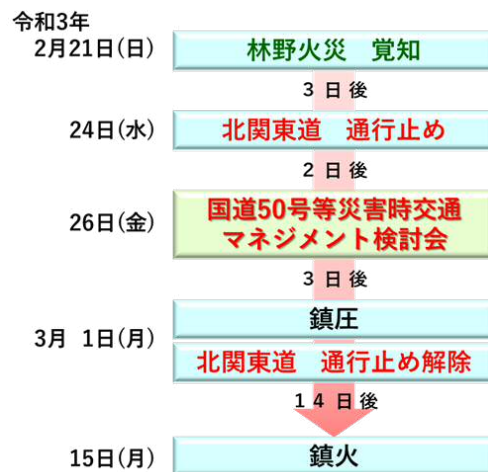 令和3年
2月21日(日)
林野火災 覚知
3日後
24日(水)
北関東道 通行止め
2日後
26日(金)
国道50号等災害時交通
マネジメント検討会
3日後
3月 1日(月)
鎮圧
北関東道 通行止め解除
14日後
15日(月)
鎮火